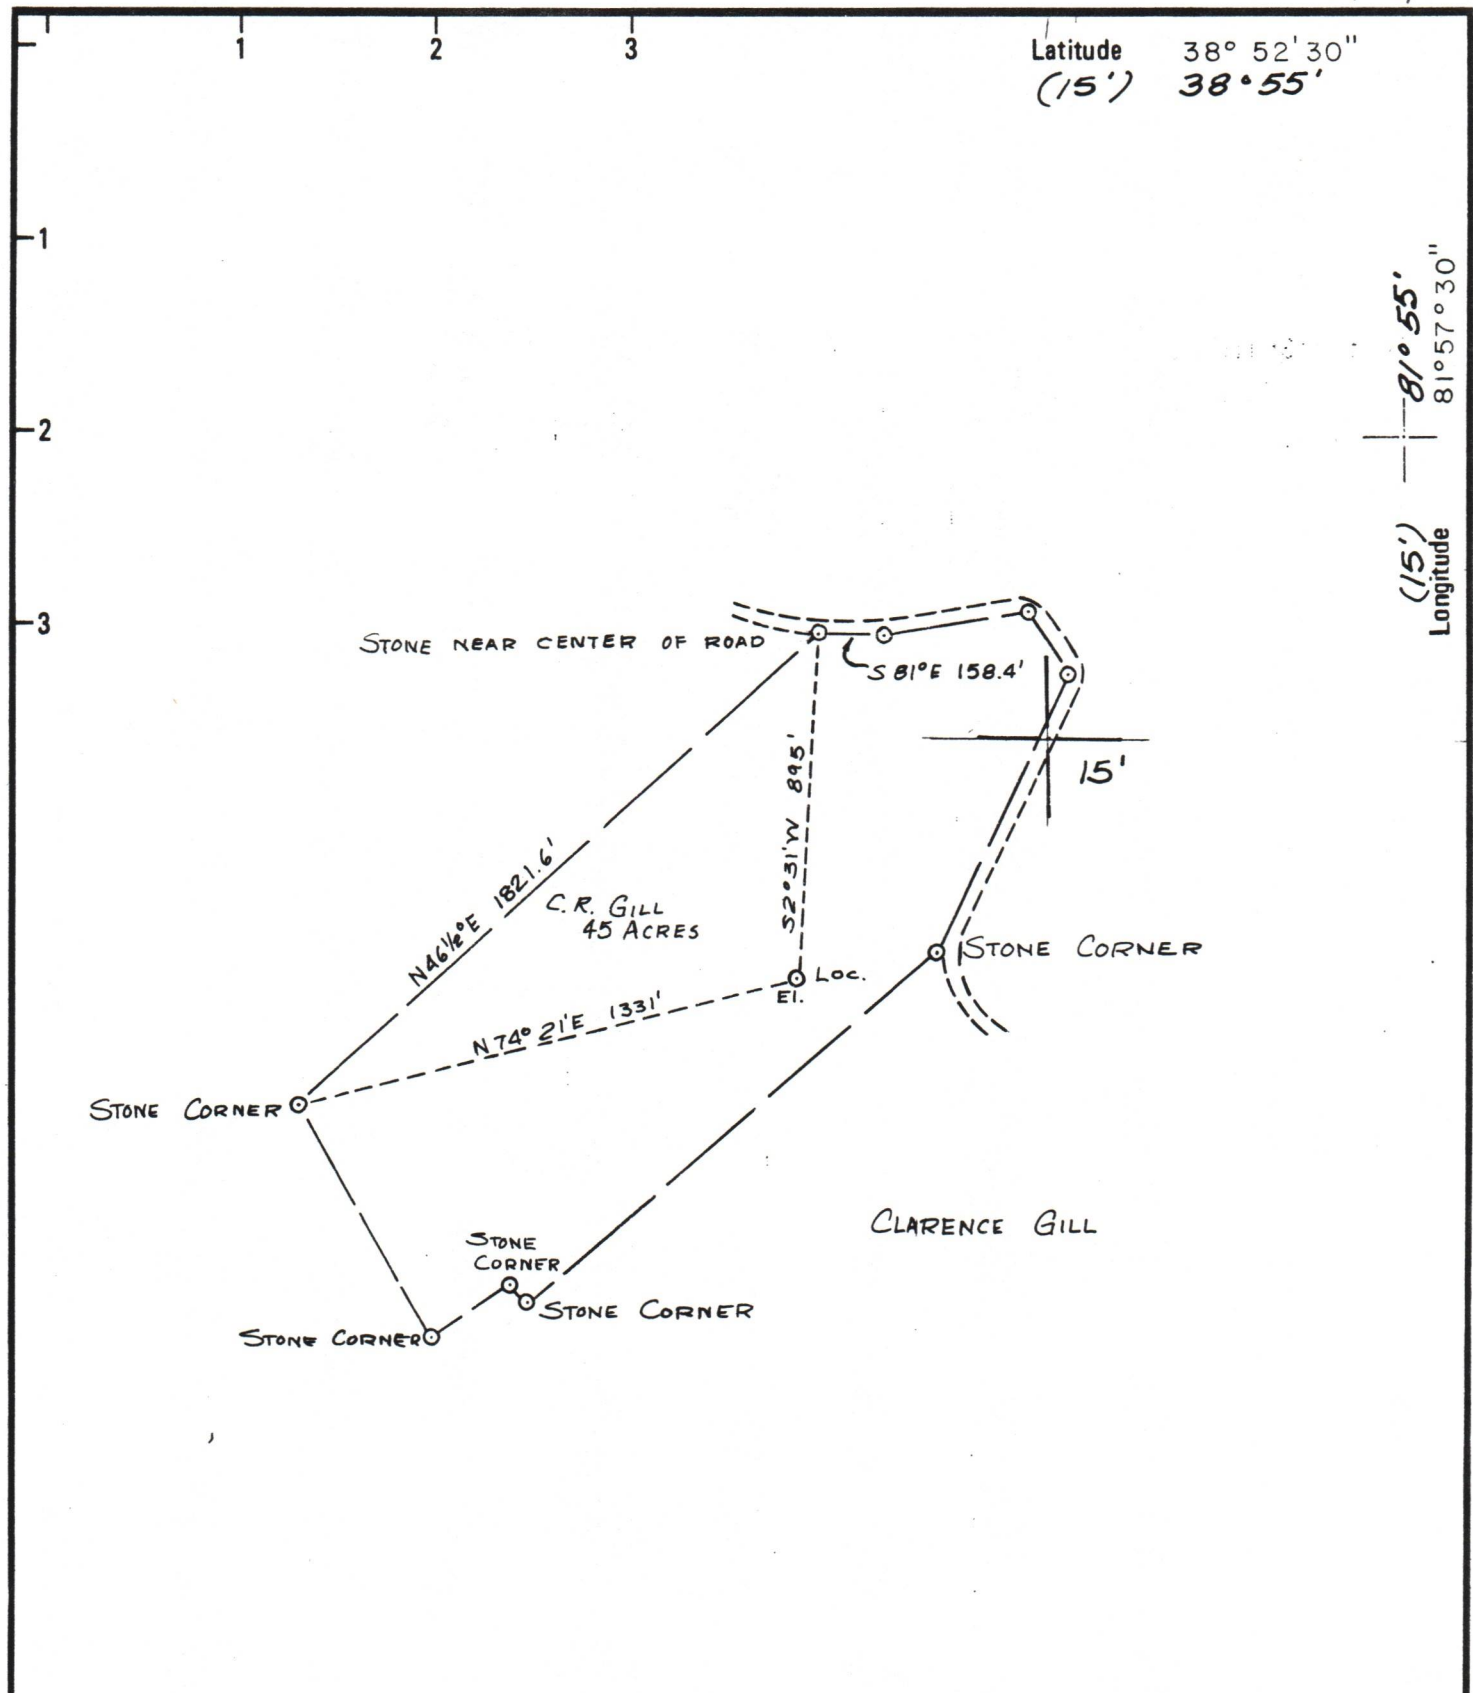 1 2 3
Latitude 38° 52' 30"
(15') 38° 55'
1
2
3
81° 55'
81° 57° 30"
(15')
Longitude
STONE NEAR CENTER OF ROAD
S 81° E 158.4'
15'
S2° 31' W 895'
N 46½° E 1821.6'
C. R. GILL
45 ACRES
STONE CORNER
LOC.
El.
N 74° 21' E 1331'
STONE CORNER
CLARENCE GILL
STONE
CORNER
STONE CORNER
STONE CORNER